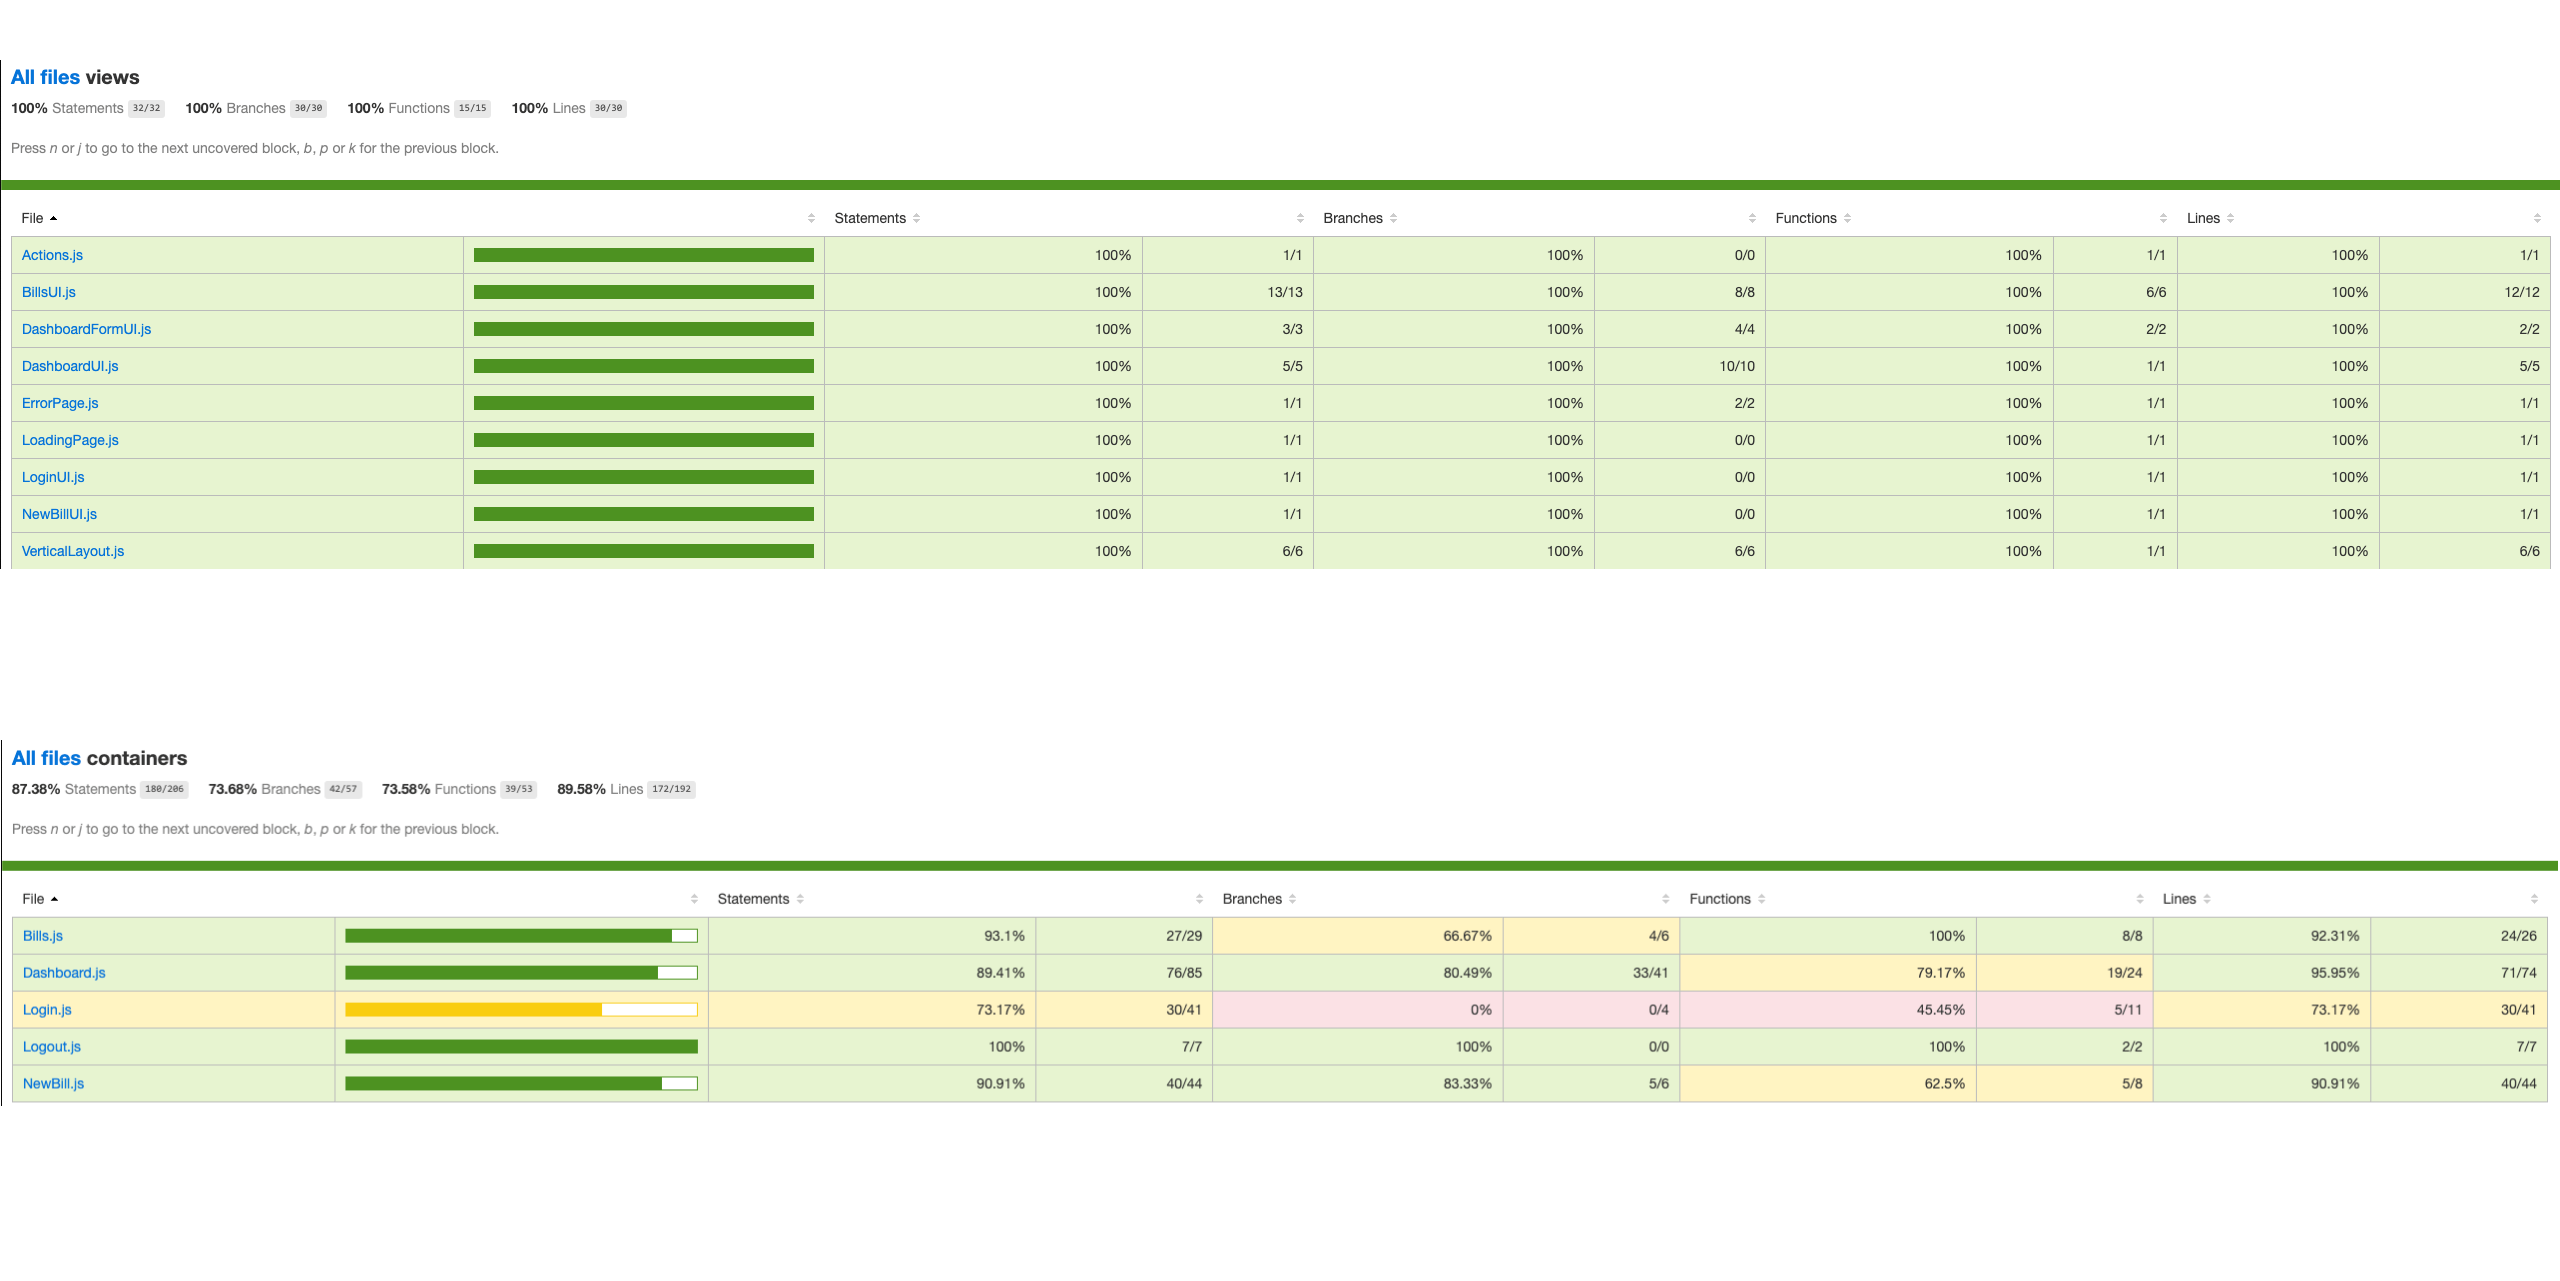 All files views
100% Statements 32/32 100% Branches 30/30 100% Functions 15/15 100% Lines 30/30
Press n or j to go to the next uncovered block, b, p or k for the previous block.
File Statements Branches Functions Lines
Actions.js 100% 1/1 100% 0/0 100% 1/1 100% 1/1
BillsUI.js 100% 13/13 100% 8/8 100% 6/6 100% 12/12
DashboardFormUI.js 100% 3/3 100% 4/4 100% 2/2 100% 2/2
DashboardUI.js 100% 5/5 100% 10/10 100% 1/1 100% 5/5
ErrorPage.js 100% 1/1 100% 2/2 100% 1/1 100% 1/1
LoadingPage.js 100% 1/1 100% 0/0 100% 1/1 100% 1/1
LoginUI.js 100% 1/1 100% 0/0 100% 1/1 100% 1/1
NewBillUI.js 100% 1/1 100% 0/0 100% 1/1 100% 1/1
VerticalLayout.js 100% 6/6 100% 6/6 100% 1/1 100% 6/6
All files containers
87.38% Statements 180/206 73.68% Branches 42/57 73.58% Functions 39/53 89.58% Lines 172/192
Press n or j to go to the next uncovered block, b, p or k for the previous block.
File Statements Branches Functions Lines
Bills.js 93.1% 27/29 66.67% 4/6 100% 8/8 92.31% 24/26
Dashboard.js 89.41% 76/85 80.49% 33/41 79.17% 19/24 95.95% 71/74
Login.js 73.17% 30/41 0% 0/4 45.45% 5/11 73.17% 30/41
Logout.js 100% 7/7 100% 0/0 100% 2/2 100% 7/7
NewBill.js 90.91% 40/44 83.33% 5/6 62.5% 5/8 90.91% 40/44